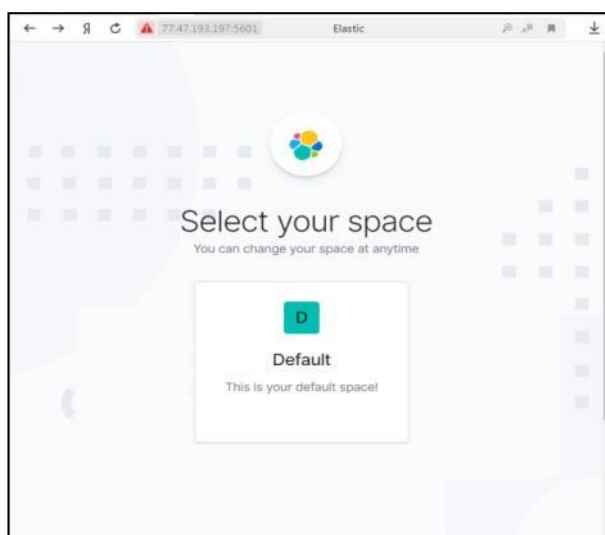 Я 77.47.193.197:5601 Elastic
Select your space
You can change your space at anytime
D
Default
This is your default space!